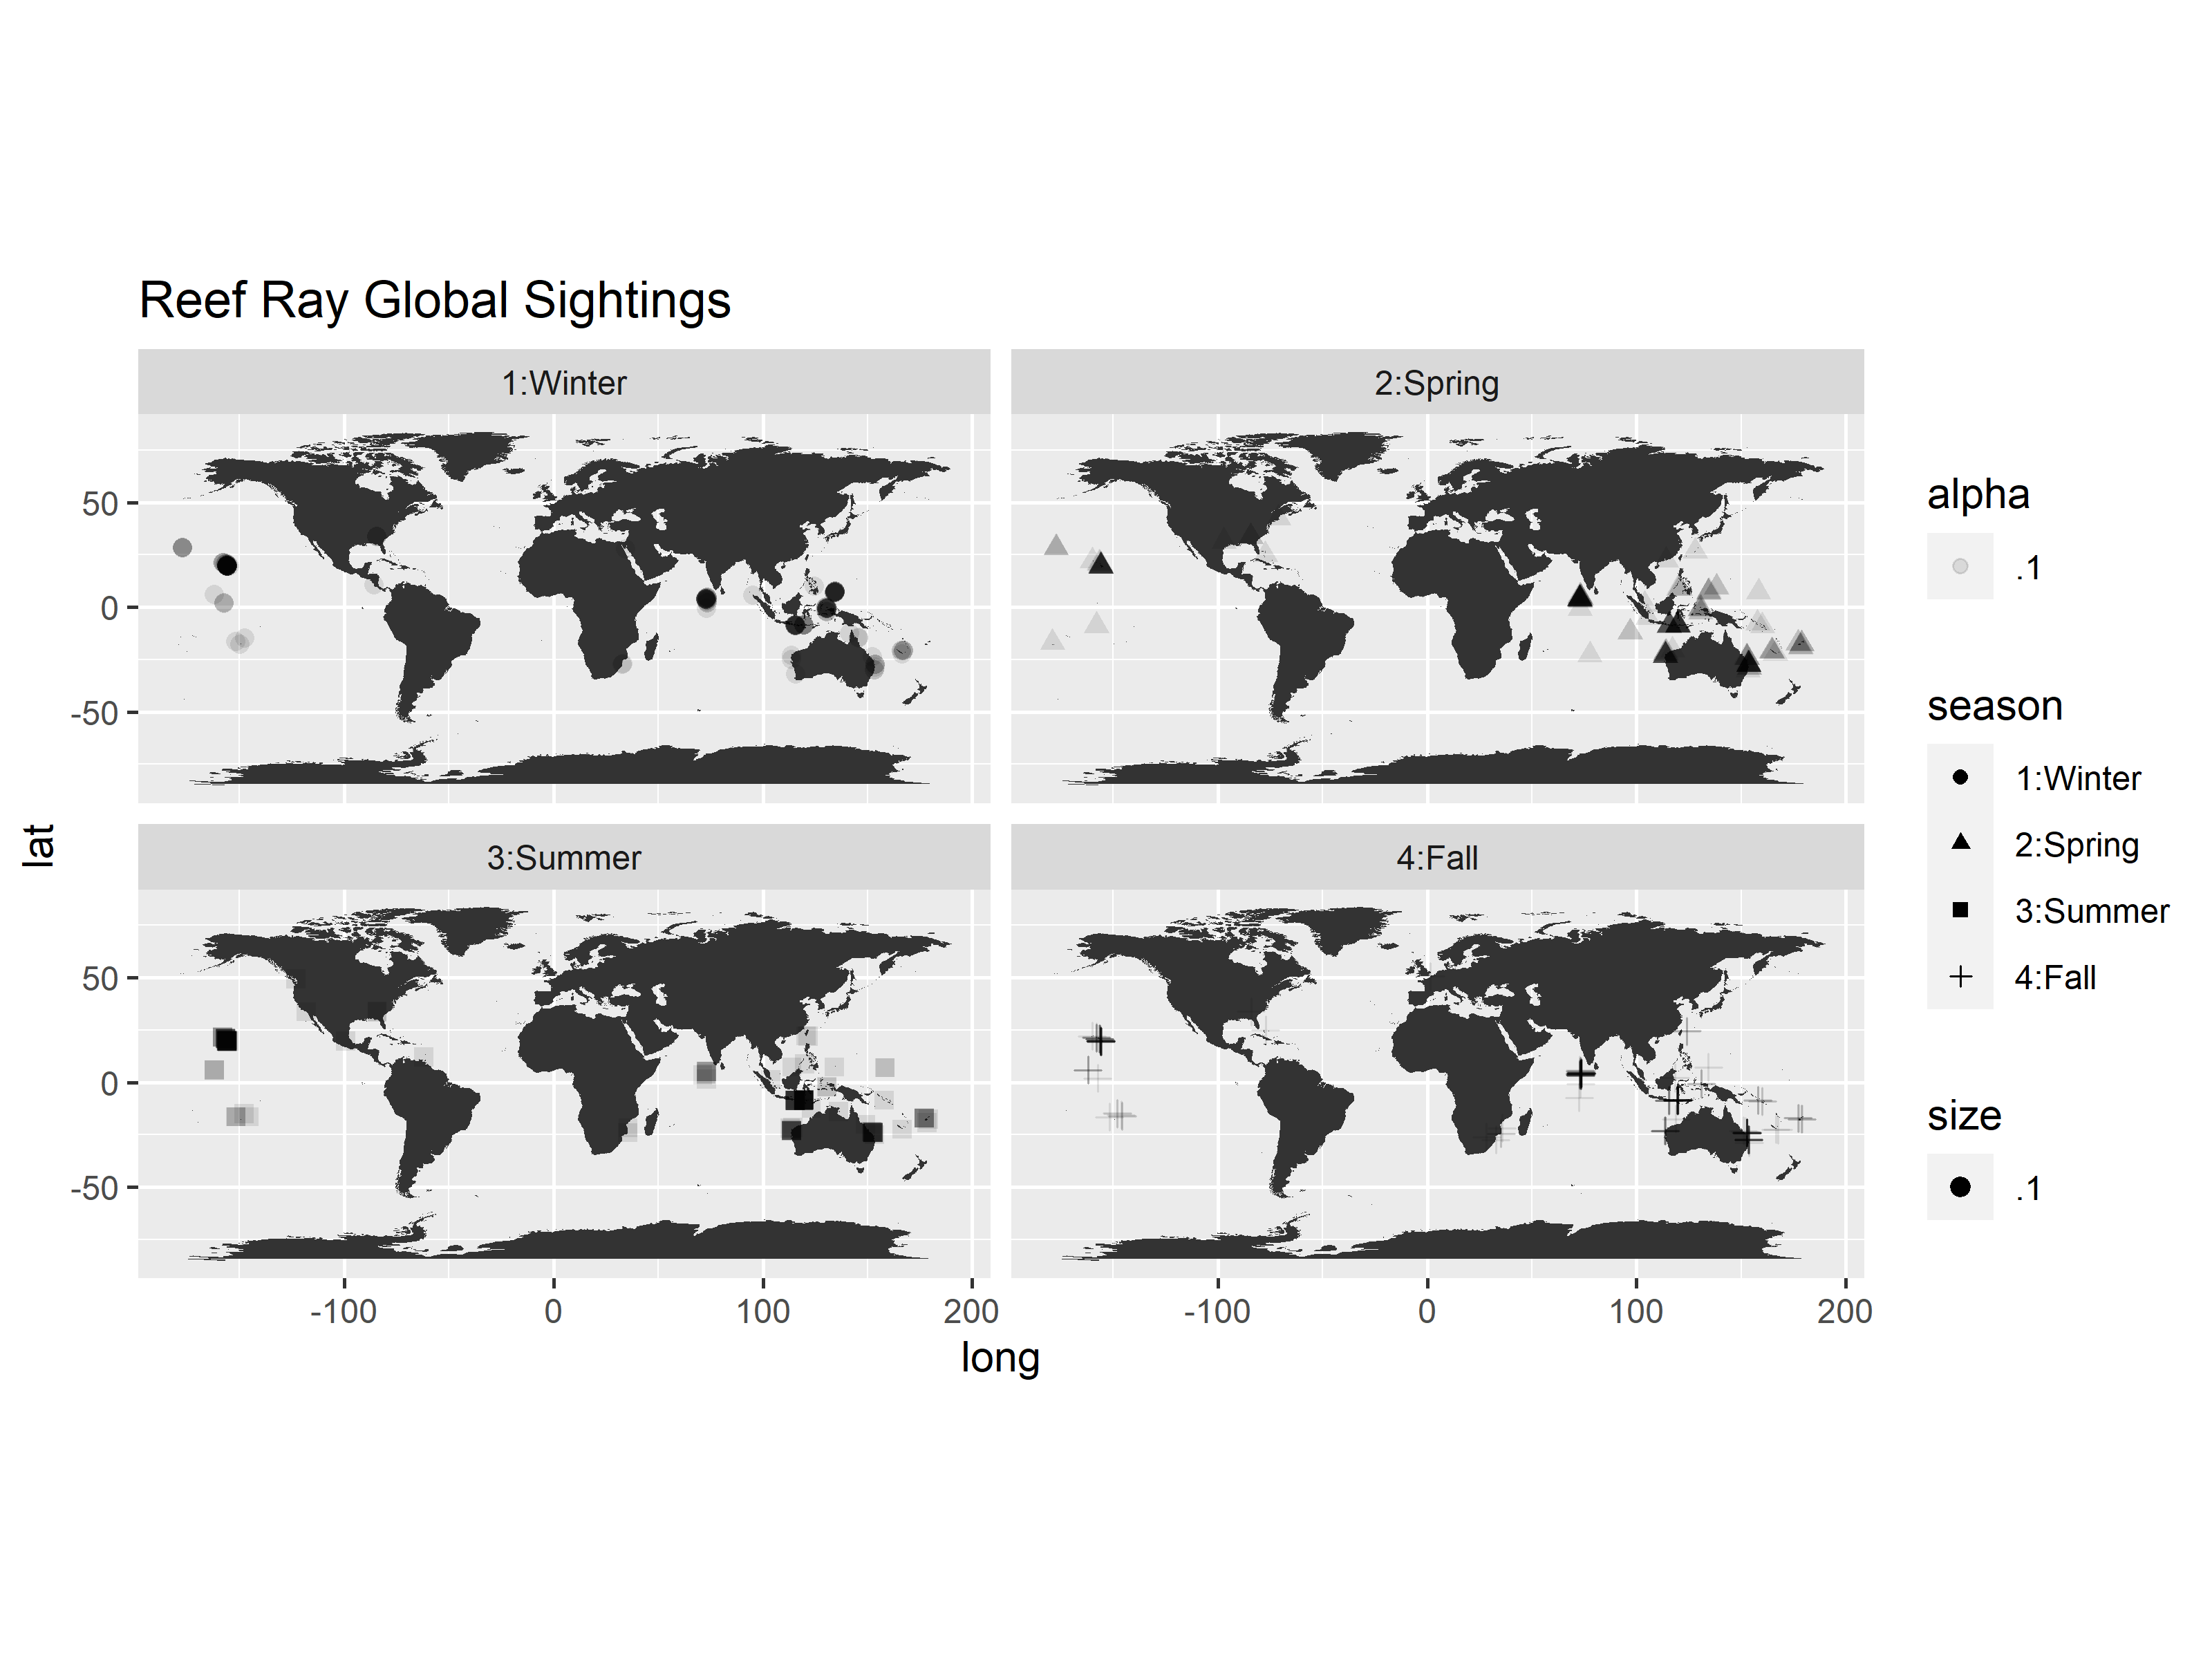 Reef Ray Global Sightings
1:Winter
2:Spring
50
0
-50
3:Summer
4:Fall
50
0
-50
-100
0
100
200
-100
0
100
200
long
lat
alpha
.1
season
1:Winter
2:Spring
3:Summer
4:Fall
size
.1